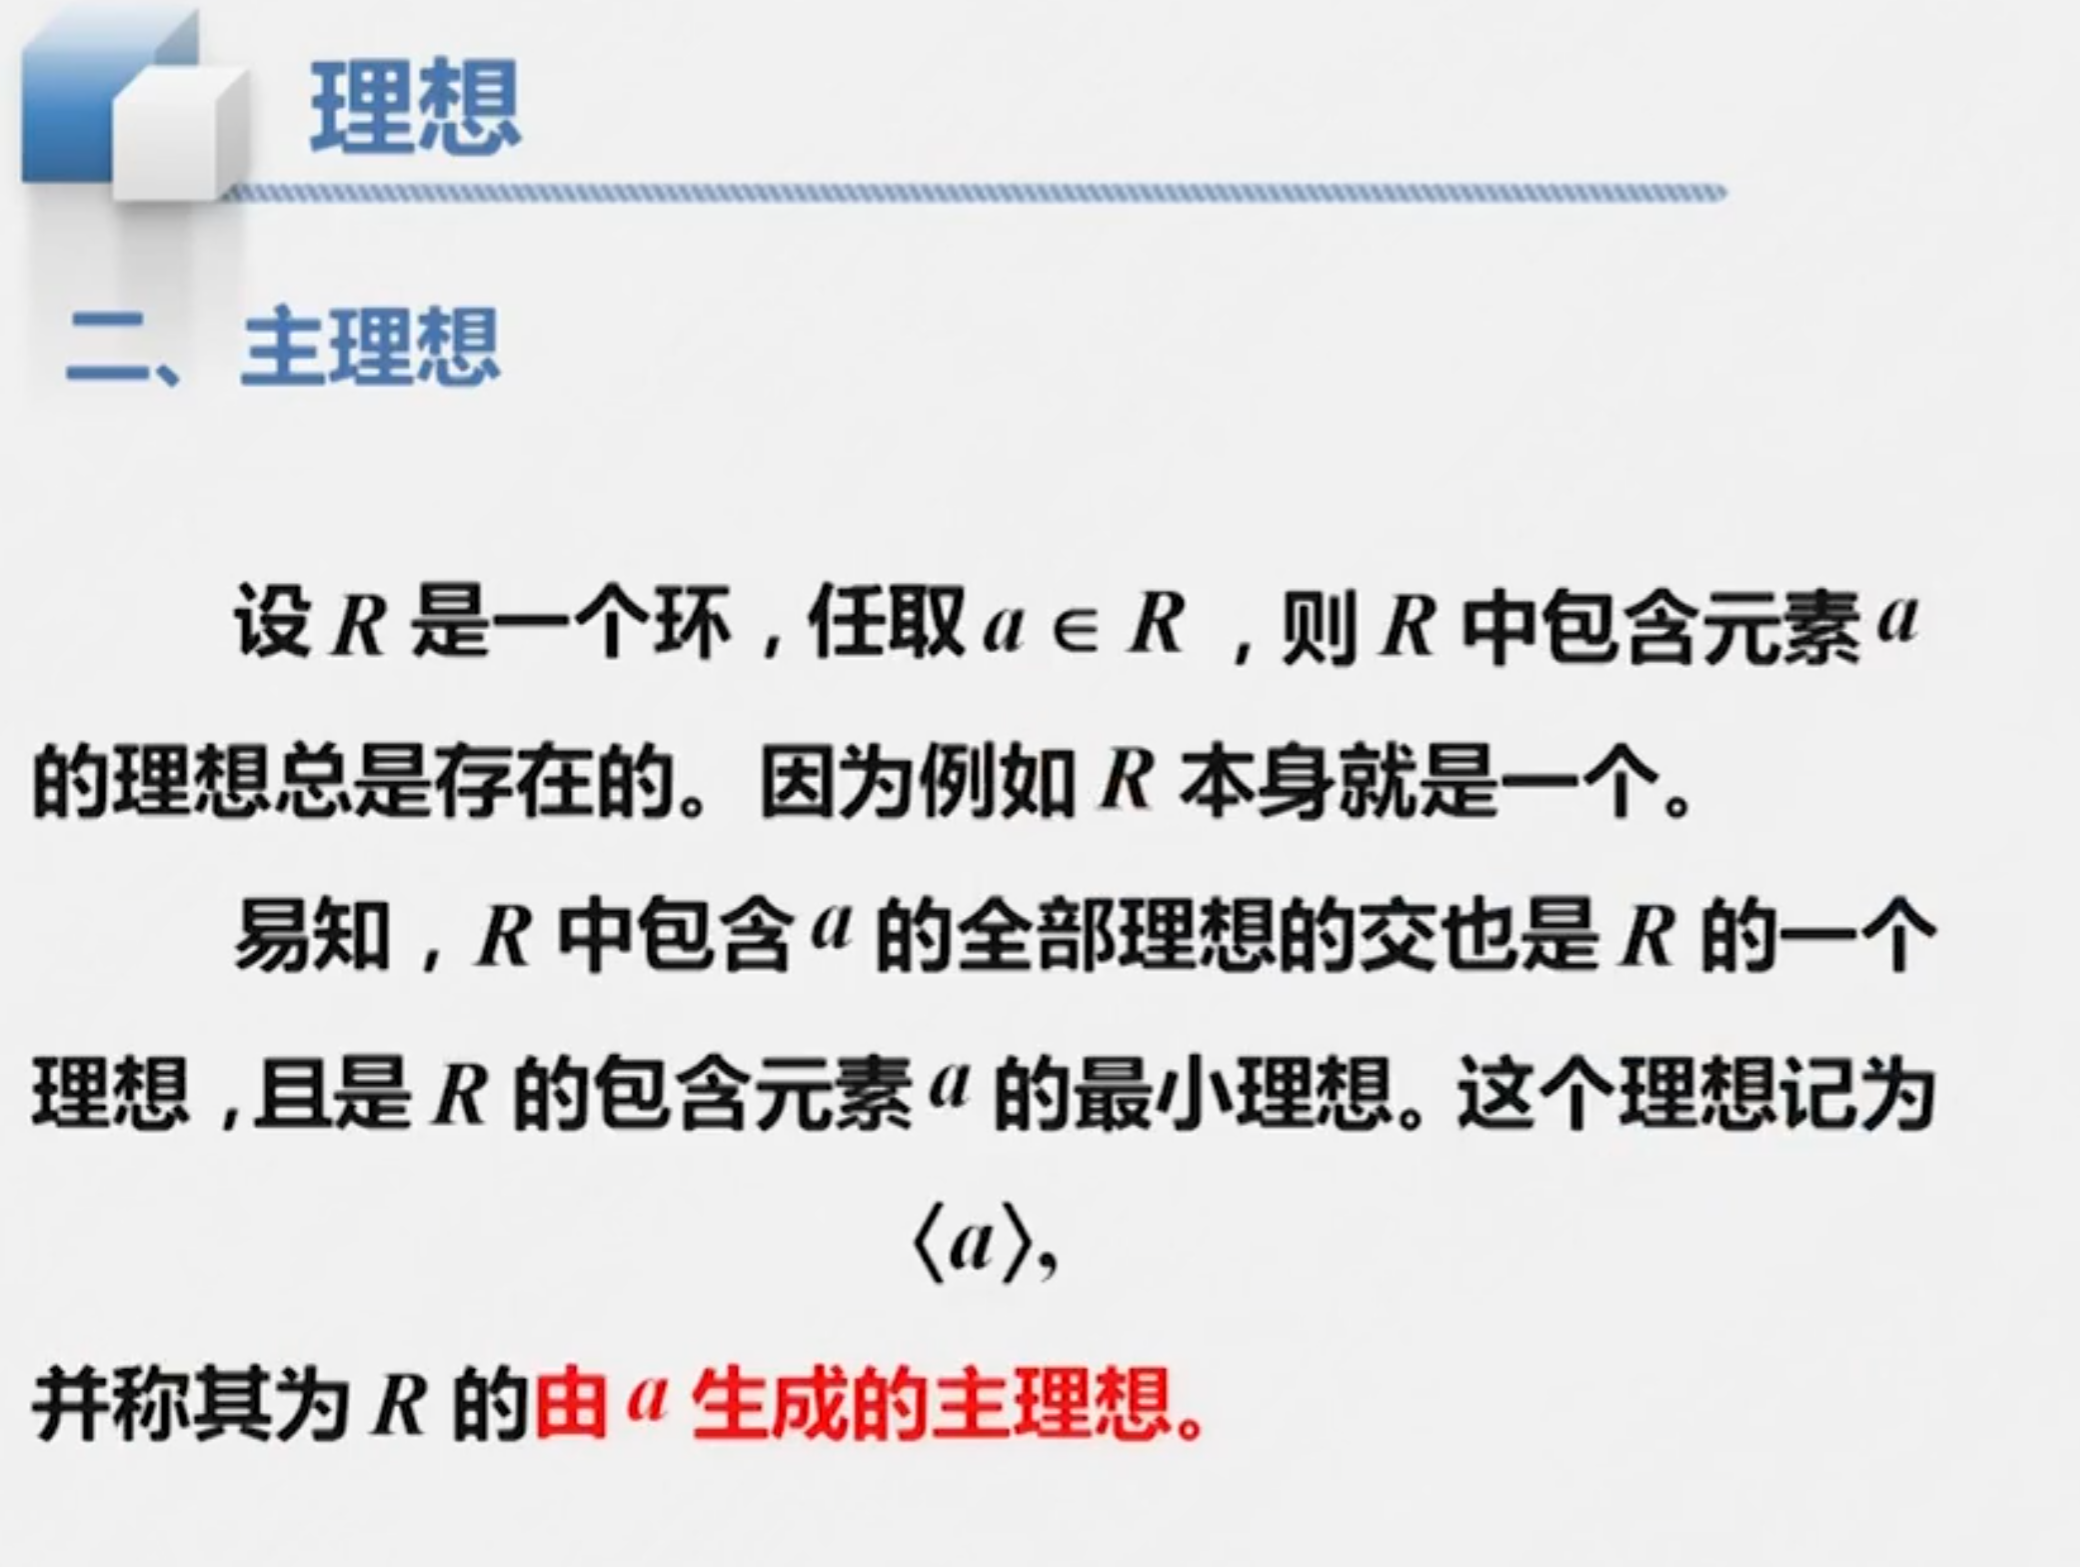 理想
二、主理想
设 R 是一个环，任取 a ∈ R ，则 R 中包含元素 a
的理想总是存在的。因为例如 R 本身就是一个。
易知，R 中包含 a 的全部理想的交也是 R 的一个
理想，且是 R 的包含元素 a 的最小理想。这个理想记为
⟨a⟩,
并称其为 R 的由 a 生成的主理想。